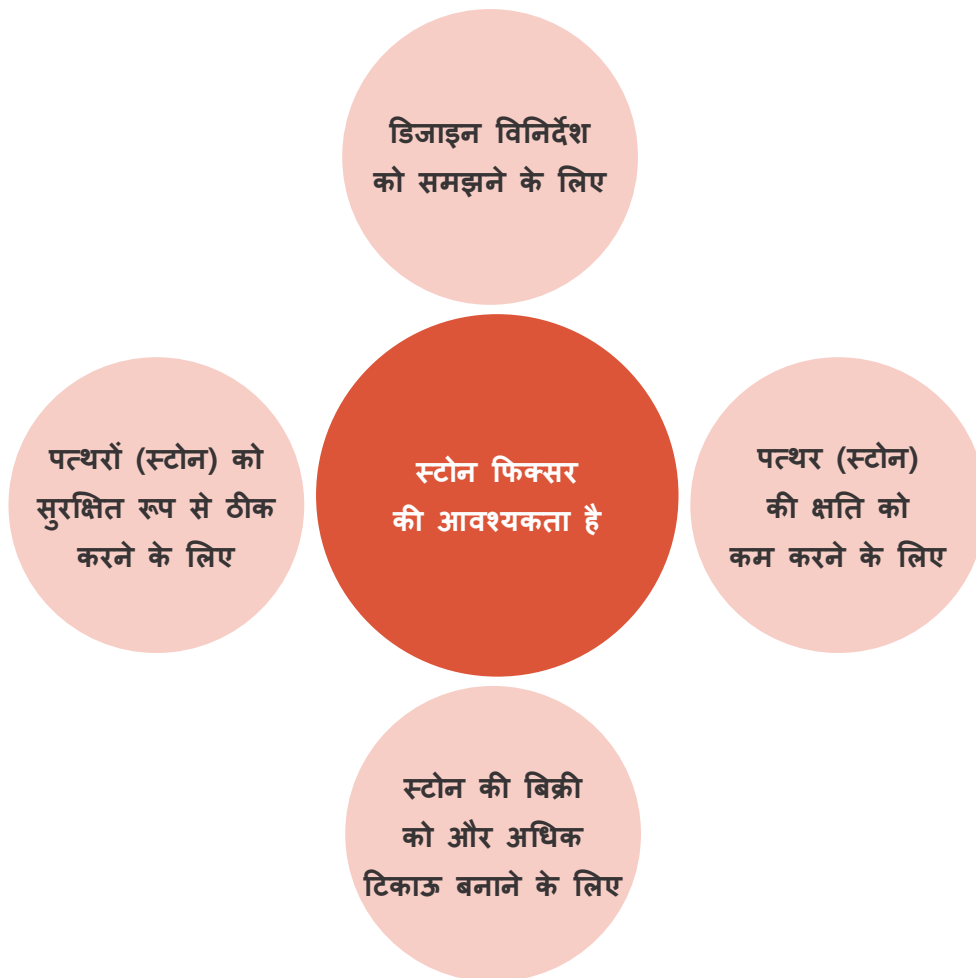 डिजाइन विनिर्देश
को समझने के लिए
पत्थरों (स्टोन) को
सुरक्षित रूप से ठीक
करने के लिए
स्टोन फिक्सर
की आवश्यकता है
पत्थर (स्टोन)
की क्षति को
कम करने के लिए
स्टोन की बिक्री
को और अधिक
टिकाऊ बनाने के लिए